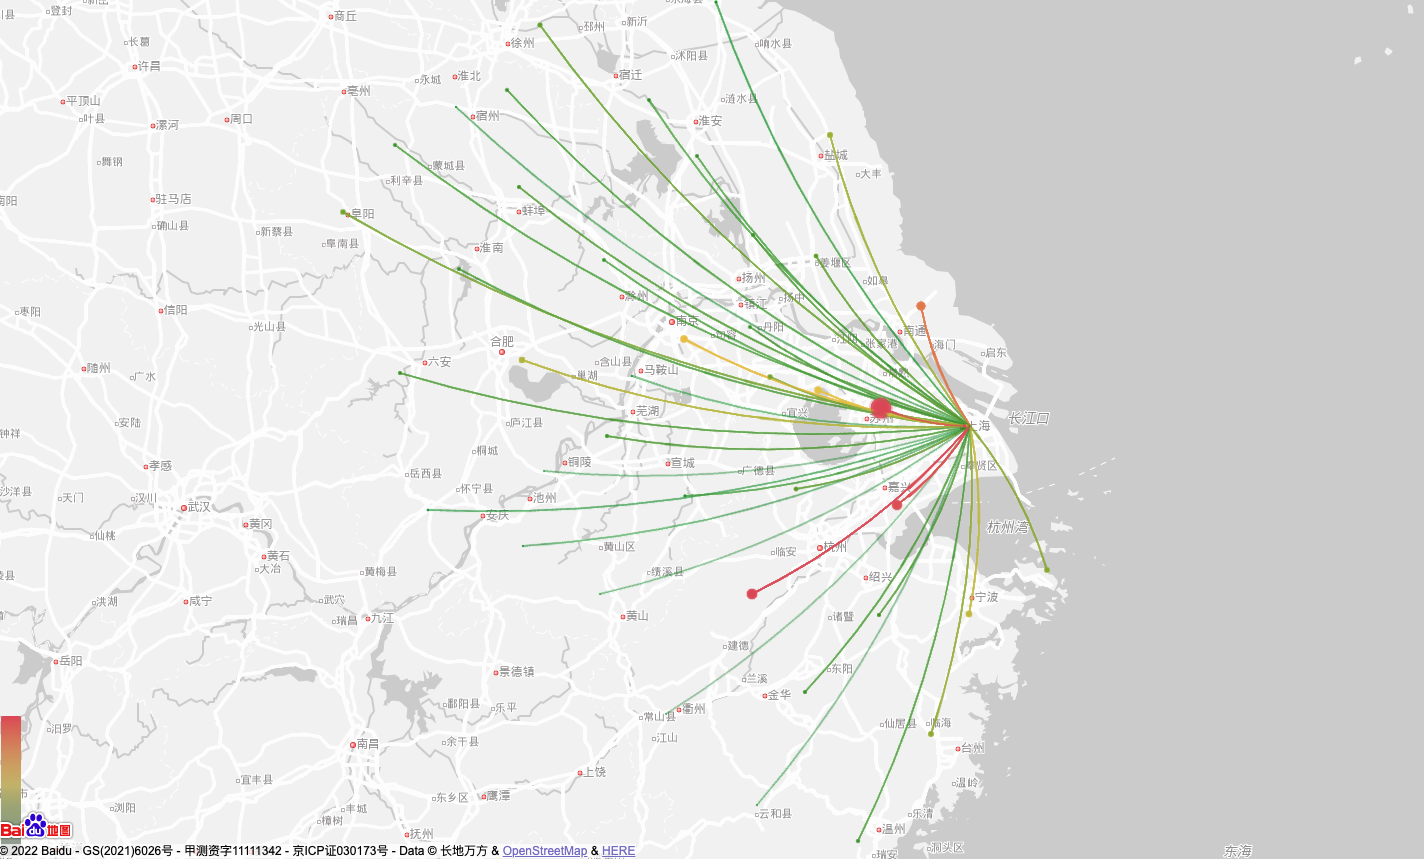 登封
商丘
邳州
新沂
徐州
长葛
响水县
许昌
沭阳县
永城
淮北
宿迁
亳州
平顶山
涟水县
叶县
周口
宿州
淮安
漯河
盐城
舞钢
蒙城县
大丰
利辛县
南阳
驻马店
阜阳
蚌埠
确山县
新蔡县
阜南县
淮南
姜堰区
扬州
如皋
滁州
镇江
扬中
枣阳
信阳
南京
丹阳
光山县
句容
南通
江阴
张家港
海门
启东
合肥
六安
含山县
随州
马鞍山
广水
巢湖
常熟
芜湖
宜兴
苏州
长江口
安陆
庐江县
上海
钟祥
桐城
孝感
铜陵
宣城
广德县
奉贤区
岳西县
沙洋县
天门
汉川
怀宁县
池州
嘉兴
武汉
安庆
黄冈
杭州湾
仙桃
黄山区
杭州
临安
黄石
大冶
黄梅县
绩溪县
绍兴
洪湖
咸宁
武穴
宁波
瑞昌
九江
黄山
诸暨
建德
岳阳
景德镇
东阳
兰溪
金华
鄱阳县
乐平
衢州
常山县
汨罗
仙居县
临海
江山
南昌
余干县
台州
上饶
宜丰县
温岭
东乡区
鹰潭
浏阳
丰城
云和县
乐清
樟树
温州
抚州
洞头区
瑞安
东海
Bai du 地图
© 2022 Baidu - GS(2021)6026号 - 甲测资字11111342 - 京ICP证030173号 - Data © 长地万方 & OpenStreetMap & HERE